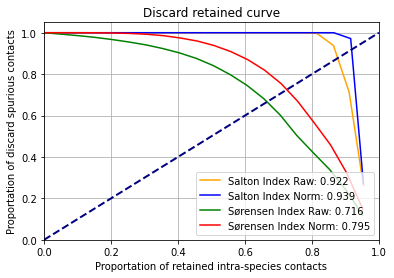 Discard retained curve
Proportation of discard spurious contacts
1.0
0.8
0.6
0.4
0.2
0.0
Salton Index Raw: 0.922
Salton Index Norm: 0.939
Sørensen Index Raw: 0.716
Sørensen Index Norm: 0.795
0.0 0.2 0.4 0.6 0.8 1.0
Proportation of retained intra-species contacts